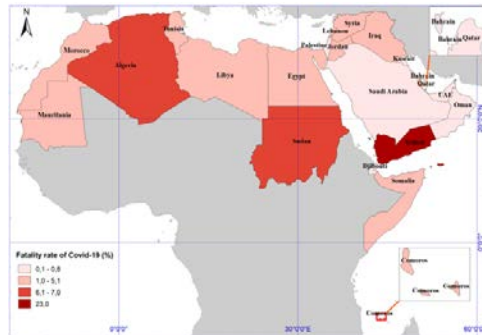 N
Bahrain
Bahrain
Qatar
Tunisia
Syria
Lebanon
Iraq
Palestine
Jordan
Morocco
Algeria
Kuwait
Libya
Egypt
Bahrain
Qatar
Saudi Arabia
UAE
Oman
Mauritania
Sudan
Djibouti
Somalia
Comoros
Comoros
Comoros
Comoros
Fatality rate of Covid-19 (%)
0,1 - 0,8
1,0 - 5,1
6,1 - 7,0
23,0
0°0'0"
30°0'0"